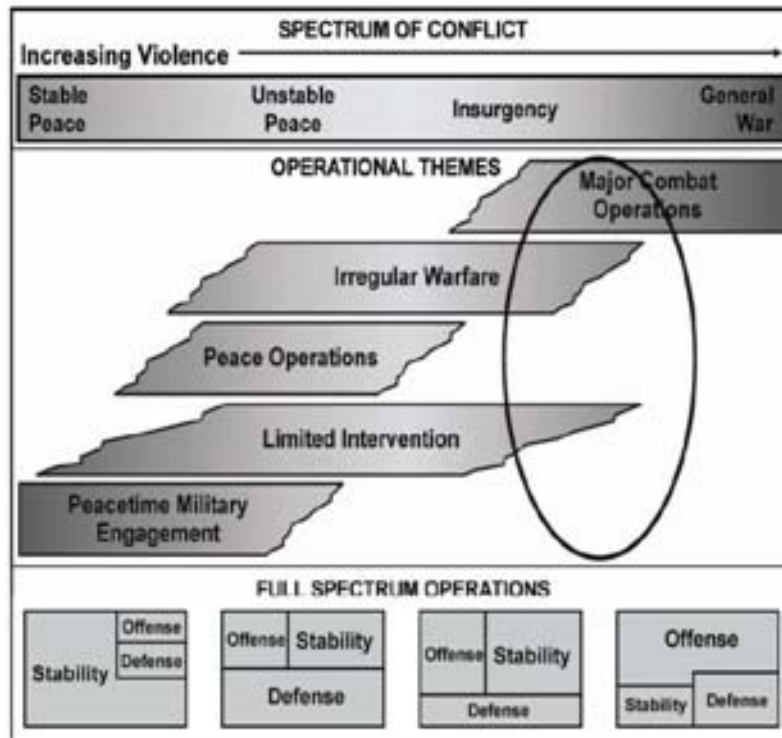 SPECTRUM OF CONFLICT
Increasing Violence
Stable
Peace
Unstable
Peace
Insurgency
General
War
OPERATIONAL THEMES
Major Combat
Operations
Irregular Warfare
Peace Operations
Limited Intervention
Peacetime Military
Engagement
FULL SPECTRUM OPERATIONS
Stability
Offense
Defense
Offense
Stability
Defense
Offense
Stability
Defense
Offense
Stability
Defense